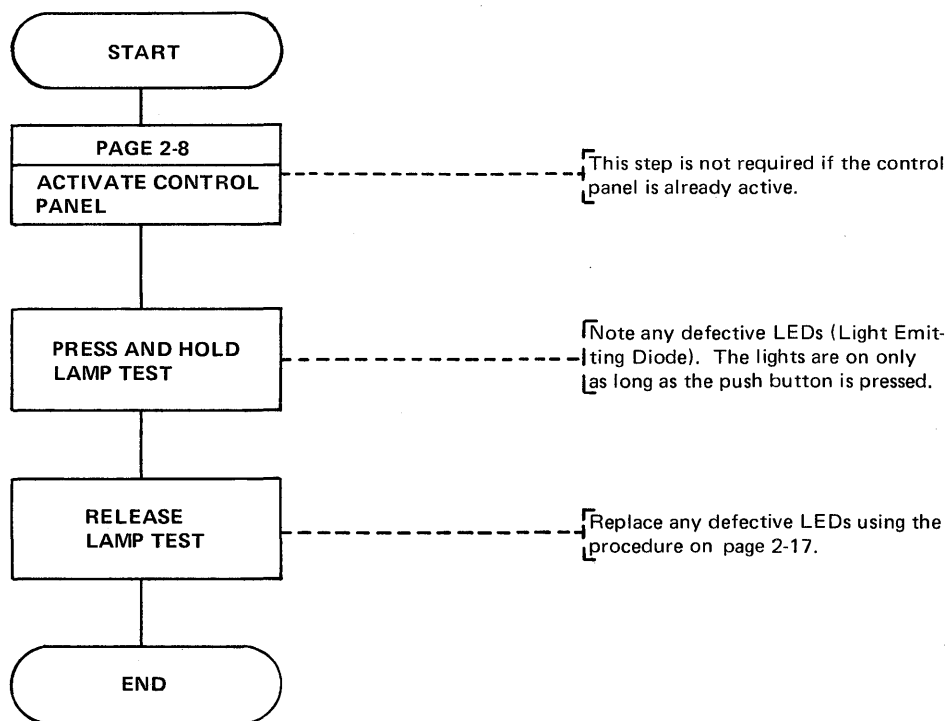 START
PAGE 2-8
ACTIVATE CONTROL
PANEL
This step is not required if the control
panel is already active.
PRESS AND HOLD
LAMP TEST
Note any defective LEDs (Light Emit-
ting Diode). The lights are on only
as long as the push button is pressed.
RELEASE
LAMP TEST
Replace any defective LEDs using the
procedure on page 2-17.
END